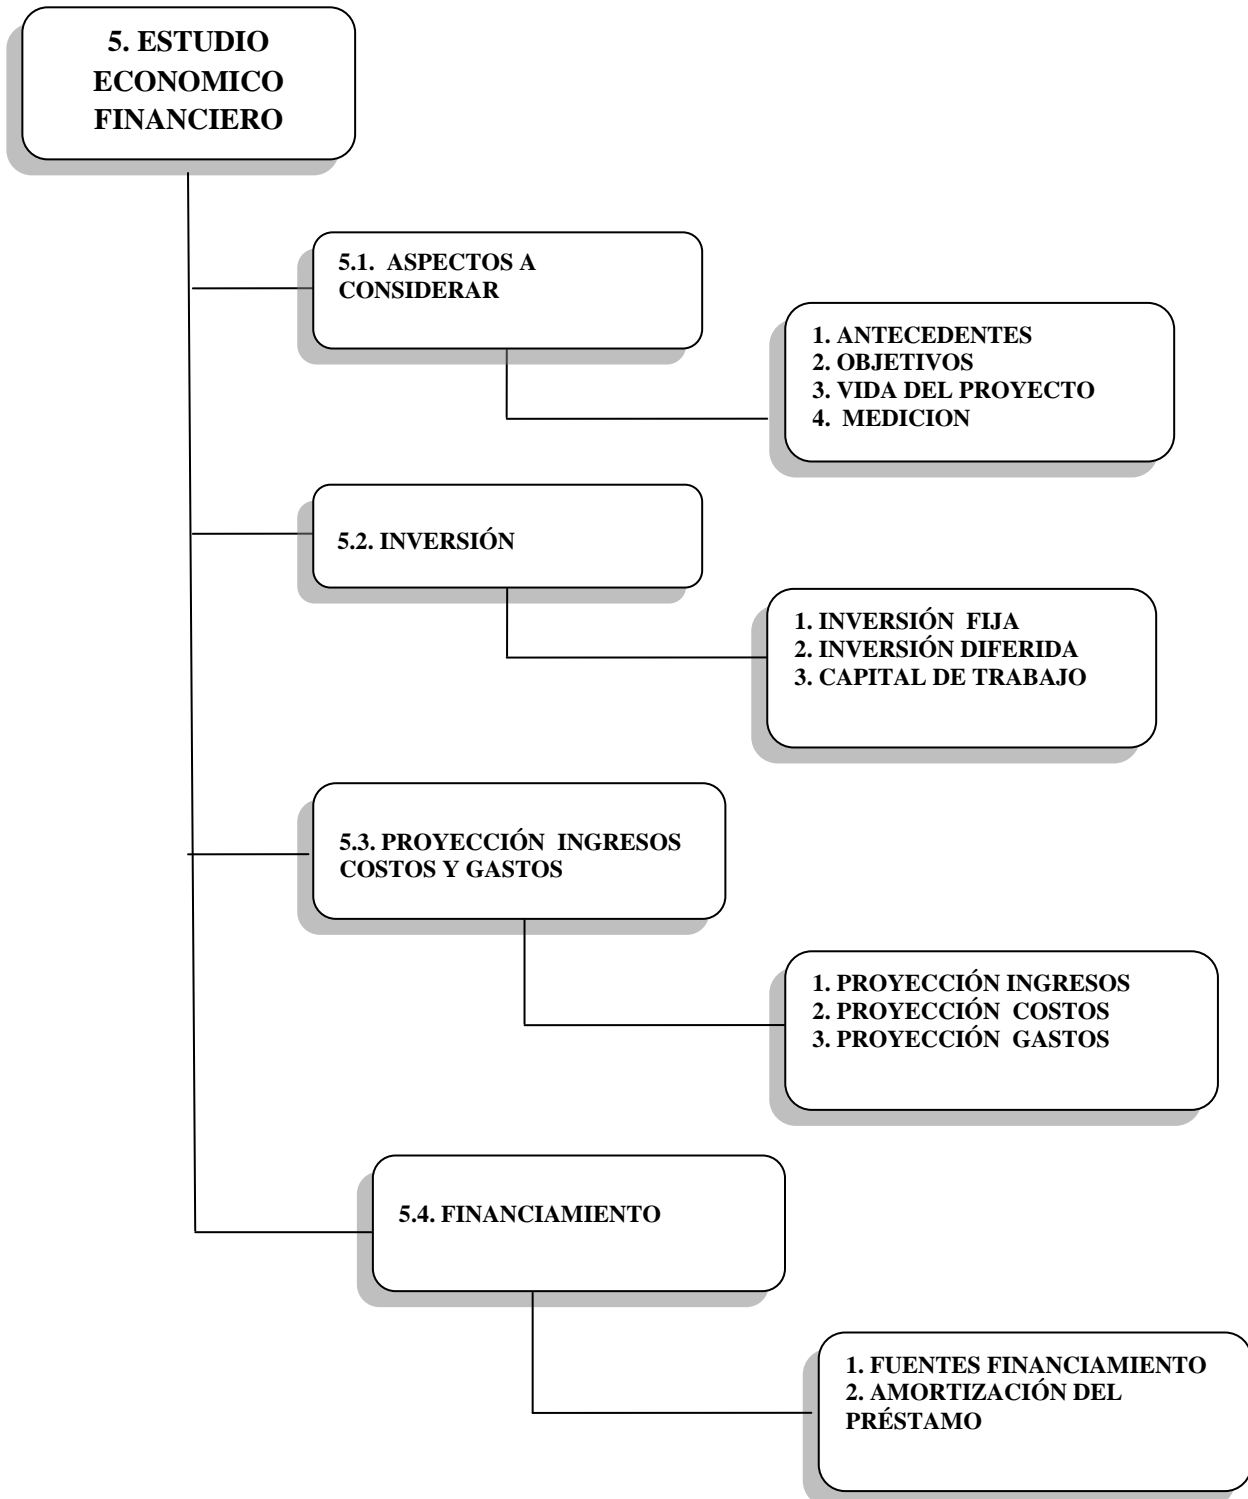 5. ESTUDIO
ECONOMICO
FINANCIERO
5.1. ASPECTOS A
CONSIDERAR
1. ANTECEDENTES
2. OBJETIVOS
3. VIDA DEL PROYECTO
4. MEDICION
5.2. INVERSIÓN
1. INVERSIÓN FIJA
2. INVERSIÓN DIFERIDA
3. CAPITAL DE TRABAJO
5.3. PROYECCIÓN INGRESOS
COSTOS Y GASTOS
1. PROYECCIÓN INGRESOS
2. PROYECCIÓN COSTOS
3. PROYECCIÓN GASTOS
5.4. FINANCIAMIENTO
1. FUENTES FINANCIAMIENTO
2. AMORTIZACIÓN DEL
PRÉSTAMO